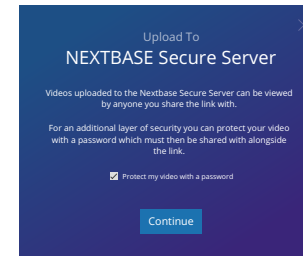 Upload To
NEXTBASE Secure Server
Videos uploaded to the Nextbase Secure Server can be viewed
by anyone you share the link with.
For an additional layer of security you can protect your video
with a password which must then be shared with alongside
the link.
Protect my video with a password
Continue